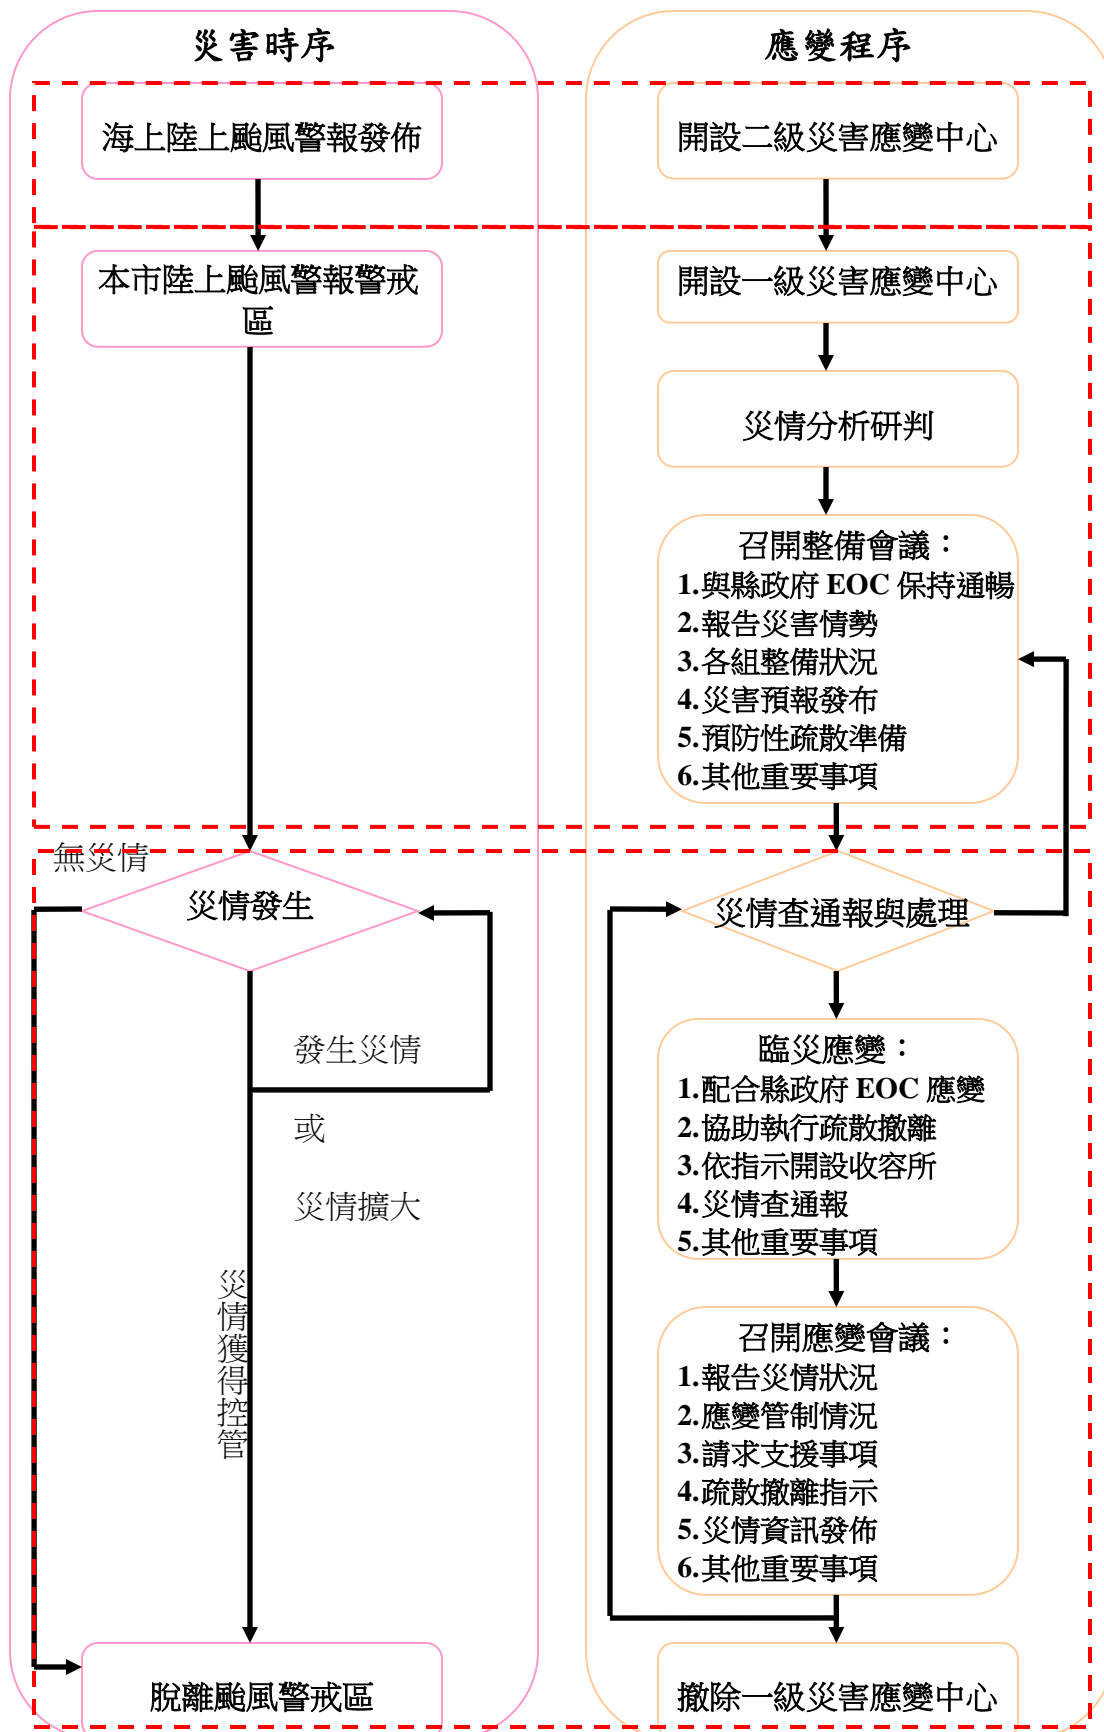 災害時序
海上陸上颱風警報發佈
本市陸上颱風警報警戒
區
無災情
災情發生
發生災情
或
災情擴大
災情獲得控管
脫離颱風警戒區
應變程序
開設二級災害應變中心
開設一級災害應變中心
災情分析研判
召開整備會議：
1.與縣政府 EOC 保持通暢
2.報告災害情勢
3.各組整備狀況
4.災害預報發布
5.預防性疏散準備
6.其他重要事項
災情查通報與處理
臨災應變：
1.配合縣政府 EOC 應變
2.協助執行疏散撤離
3.依指示開設收容所
4.災情查通報
5.其他重要事項
召開應變會議：
1.報告災情狀況
2.應變管制情況
3.請求支援事項
4.疏散撤離指示
5.災情資訊發佈
6.其他重要事項
撤除一級災害應變中心